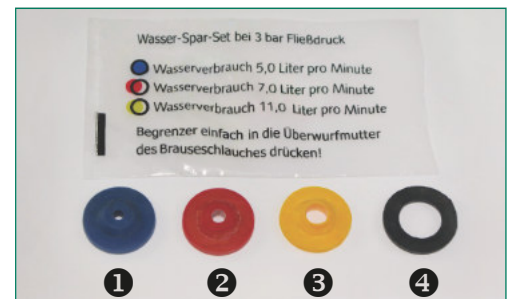 Wasser-Spar-Set bei 3 bar Fließdruck
Wasserverbrauch 5,0 Liter pro Minute
Wasserverbrauch 7,0 Liter pro Minute
Wasserverbrauch 11,0 Liter pro Minute
Begrenzer einfach in die Überwurfmutter
des Brauseschlauches drücken!
1 2 3 4